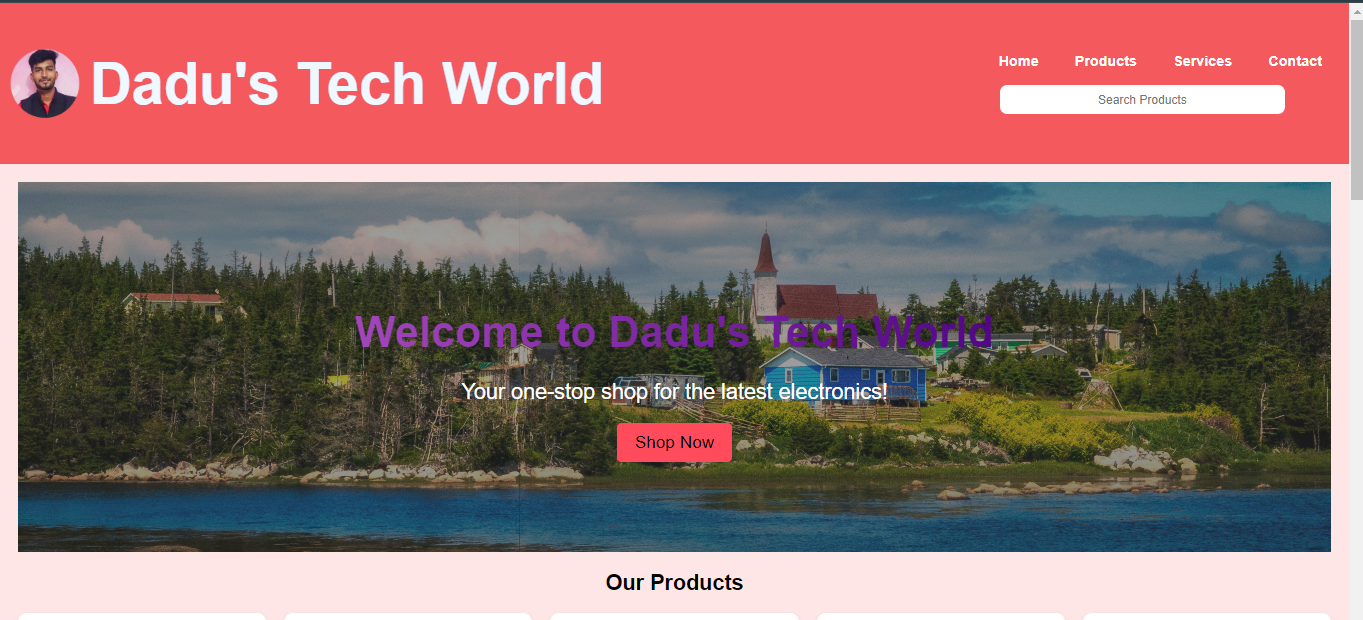 Dadu's Tech World
Home Products Services Contact
Search Products
Welcome to Dadu's Tech World
Your one-stop shop for the latest electronics!
Shop Now
Our Products